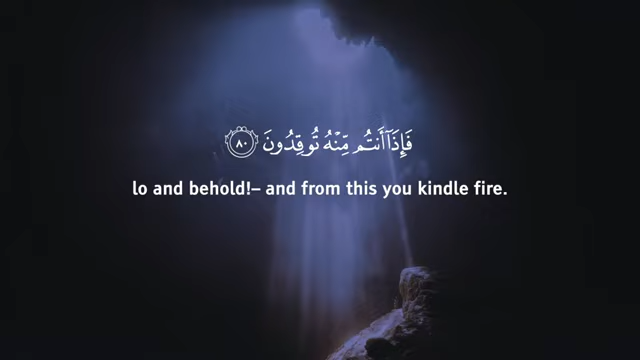 فَإِذَآ أَنتُم مِّنْهُ تُوقِدُونَ ٨٠
lo and behold!– and from this you kindle fire.